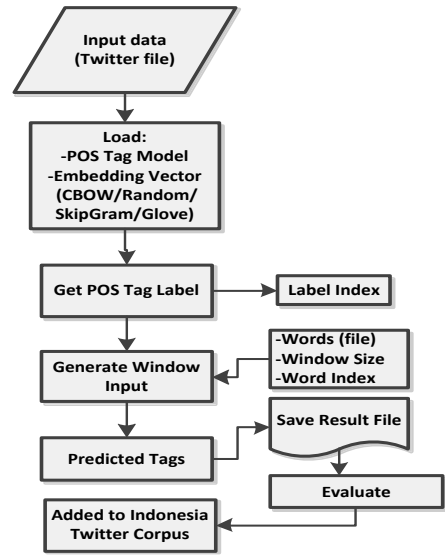 Input data
(Twitter file)
Load:
-POS Tag Model
-Embedding Vector
(CBOW/Random/
SkipGram/Glove)
Get POS Tag Label
Label Index
Generate Window
Input
-Words (file)
-Window Size
-Word Index
Predicted Tags
Save Result File
Evaluate
Added to Indonesia
Twitter Corpus